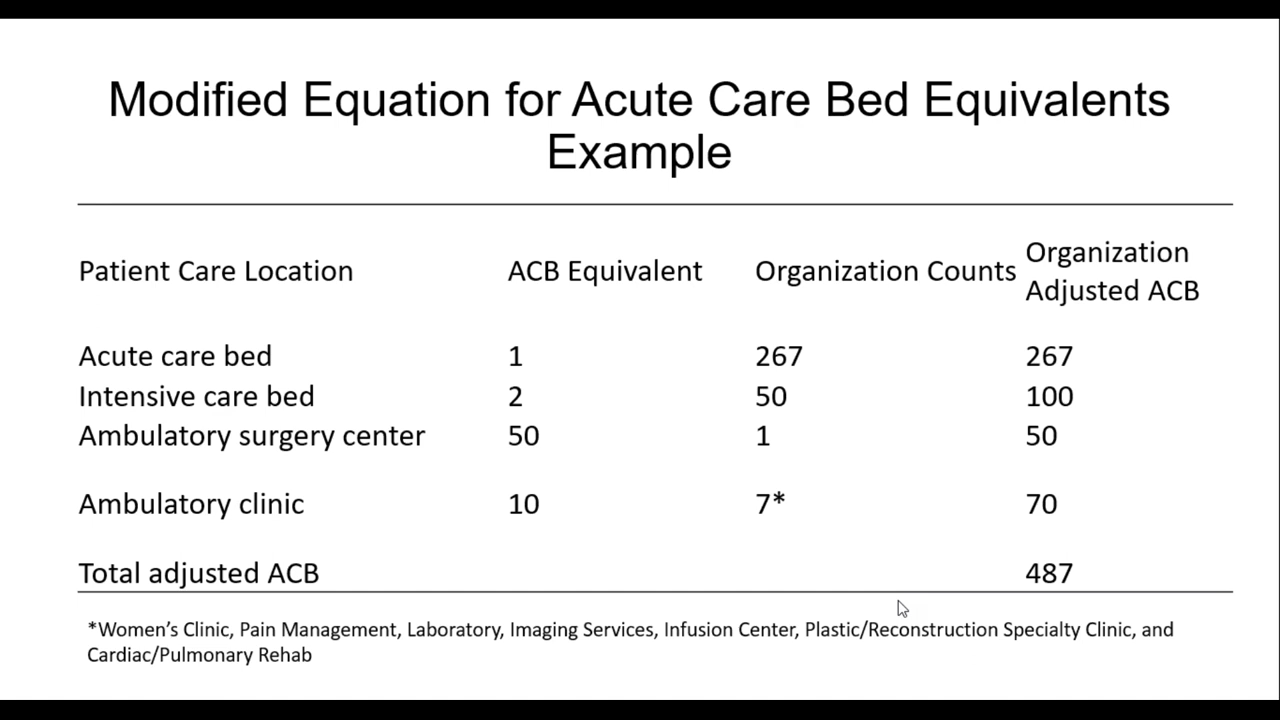 Modified Equation for Acute Care Bed Equivalents
Example
Patient Care Location ACB Equivalent Organization Counts Organization Adjusted ACB
Acute care bed 1 267 267
Intensive care bed 2 50 100
Ambulatory surgery center 50 1 50
Ambulatory clinic 10 7* 70
Total adjusted ACB 487
*Women’s Clinic, Pain Management, Laboratory, Imaging Services, Infusion Center, Plastic/Reconstruction Specialty Clinic, and
Cardiac/Pulmonary Rehab